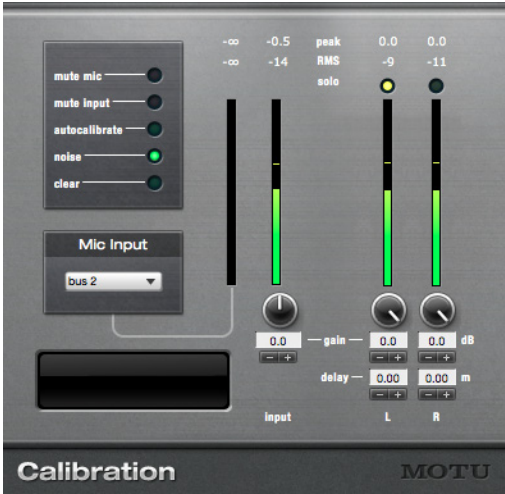 -∞ -0.5 peak 0.0 0.0
-∞ -14 RMS -9 -11
solo
mute mic
mute input
autocalibrate
noise
clear
Mic Input
bus 2
0.0 gain 0.0 0.0 dB
- + - + - +
delay 0.00 0.00 m
- + - +
input L R
Calibration MOTU